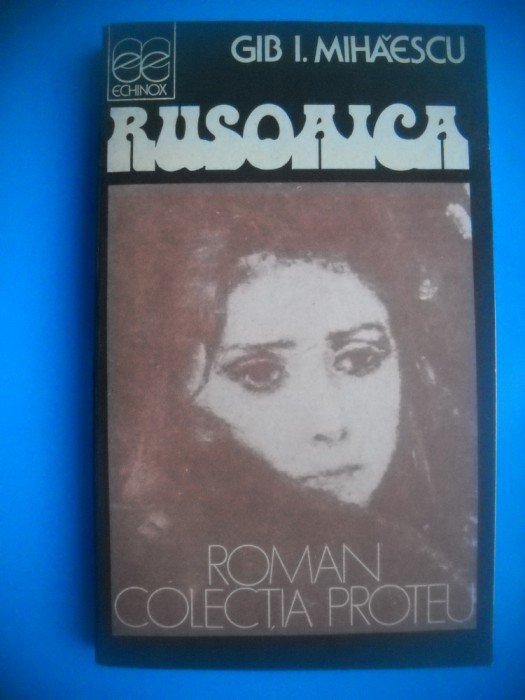 GIB I. MIHĂESCU
ECHINOX
RUSOAICA
ROMAN
COLECȚIA PROTEU